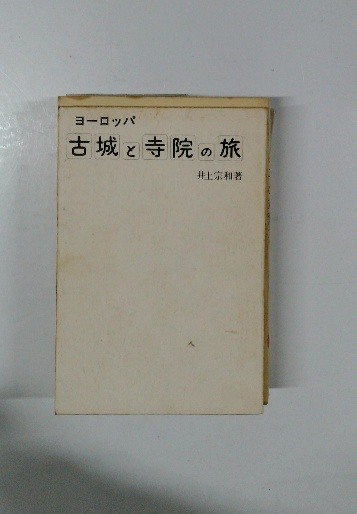 ヨーロッパ
古城と寺院の旅
井上宗和著